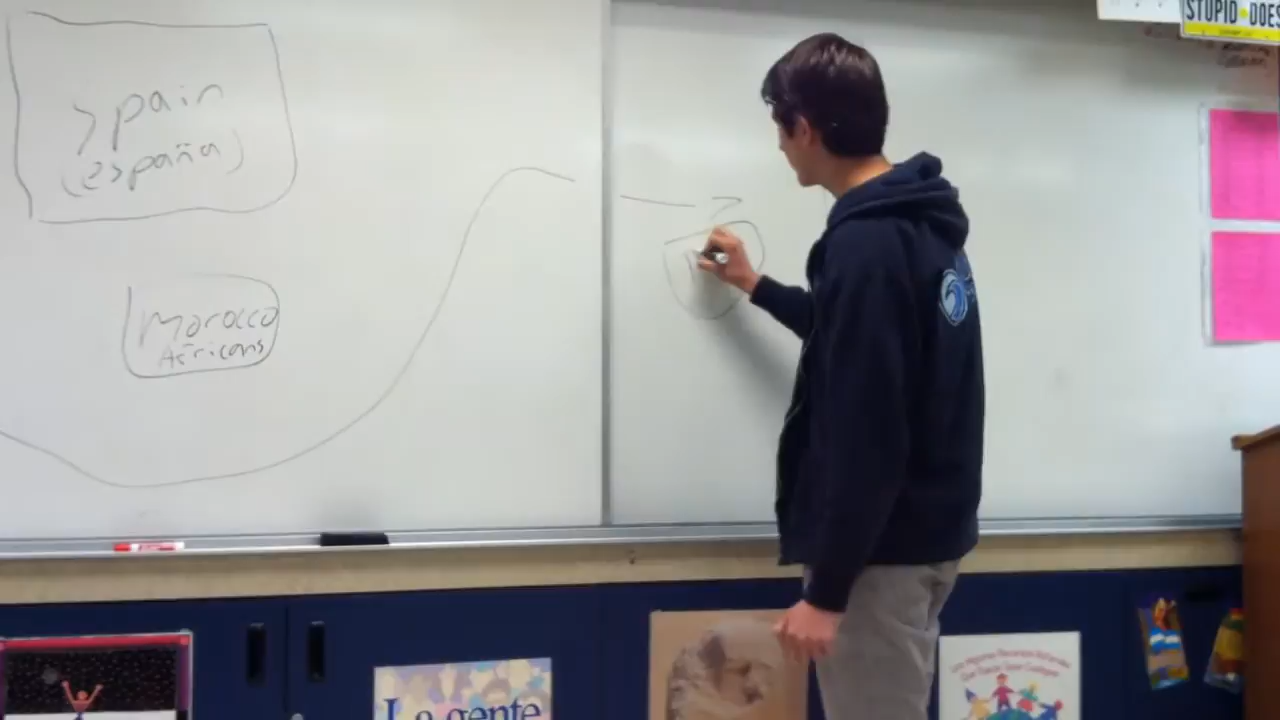 Spain
(españa)
Morocco
Africans
STUPID DOES
La gente